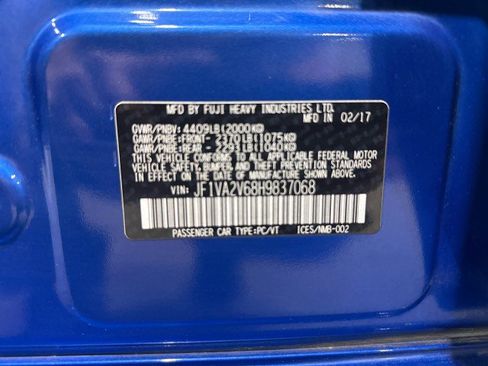 MFD BY FUJI HEAVY INDUSTRIES LTD.
MFD IN 02/17
GVWR/PNBV: 4409LB(2000KG)
GAWR/PNBE:FRONT- 2370LB(1075KG)
GAWR/PNBE:REAR - 2293LB(1040KG)
THIS VEHICLE CONFORMS TO ALL APPLICABLE FEDERAL MOTOR
VEHICLE SAFETY, BUMPER, AND THEFT PREVENTION STANDARDS
IN EFFECT ON THE DATE OF MANUFACTURE SHOWN ABOVE.
VIN: JF1VA2V68H9837068
PASSENGER CAR TYPE:PC/VT ICES/NMB-002